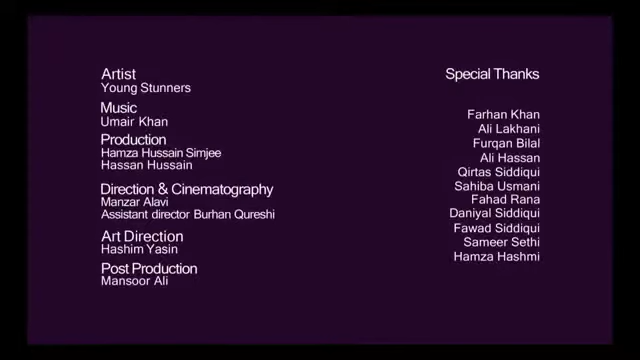 Artist
Young Stunners
Music
Umair Khan
Production
Hamza Hussain Simjee
Hassan Hussain
Direction & Cinematography
Manzar Alavi
Assistant director Burhan Qureshi
Art Direction
Hashim Yasin
Post Production
Mansoor Ali
Special Thanks
Farhan Khan
Ali Lakhani
Furqan Bilal
Ali Hassan
Qirtas Siddiqui
Sahiba Usmani
Fahad Rana
Daniyal Siddiqui
Fawad Siddiqui
Sameer Sethi
Hamza Hashmi